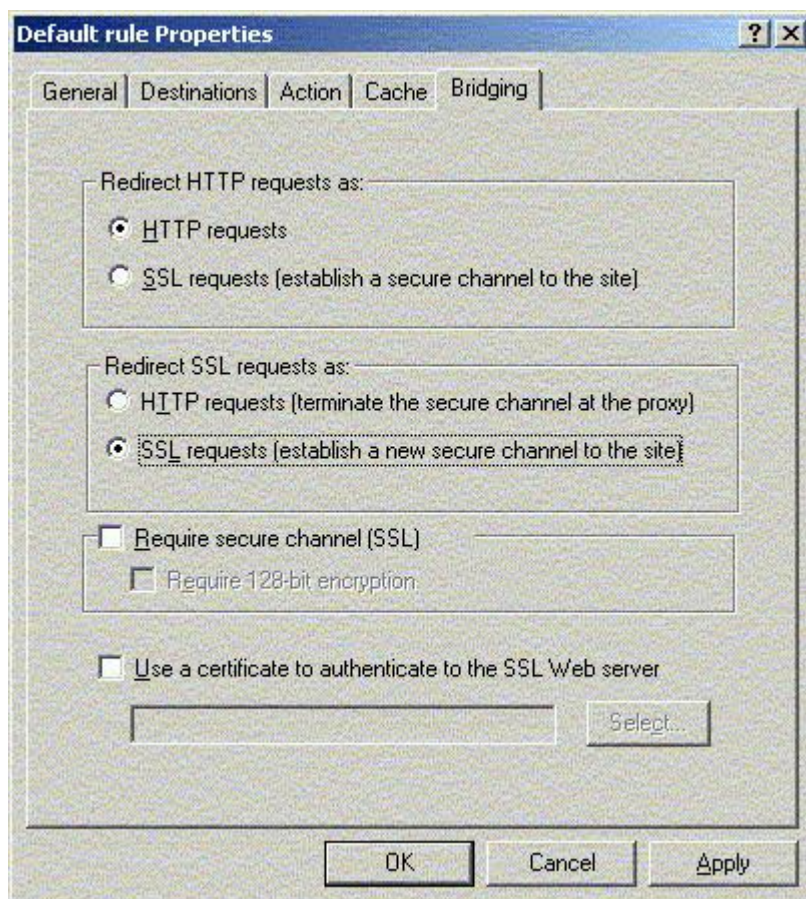 Default rule Properties
General Destinations Action Cache Bridging
Redirect HTTP requests as:
HTTP requests
SSL requests (establish a secure channel to the site)
Redirect SSL requests as:
HTTP requests (terminate the secure channel at the proxy)
SSL requests (establish a new secure channel to the site)
Require secure channel (SSL)
Require 128-bit encryption
Use a certificate to authenticate to the SSL Web server
Select...
OK Cancel Apply